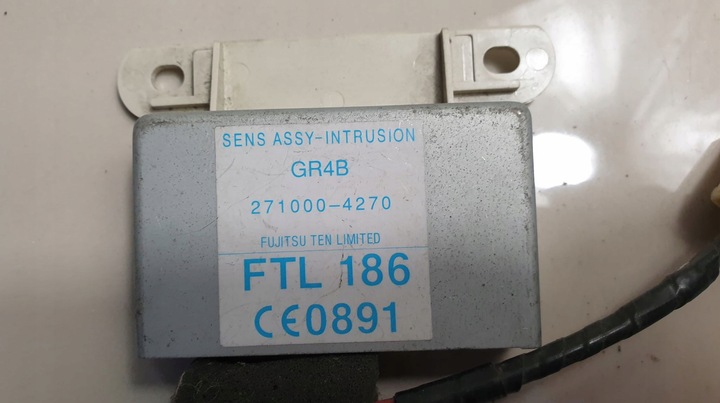 SENS ASSY-INTRUSION
GR4B
271000-4270
FUJITSU TEN LIMITED
FTL 186
CE0891